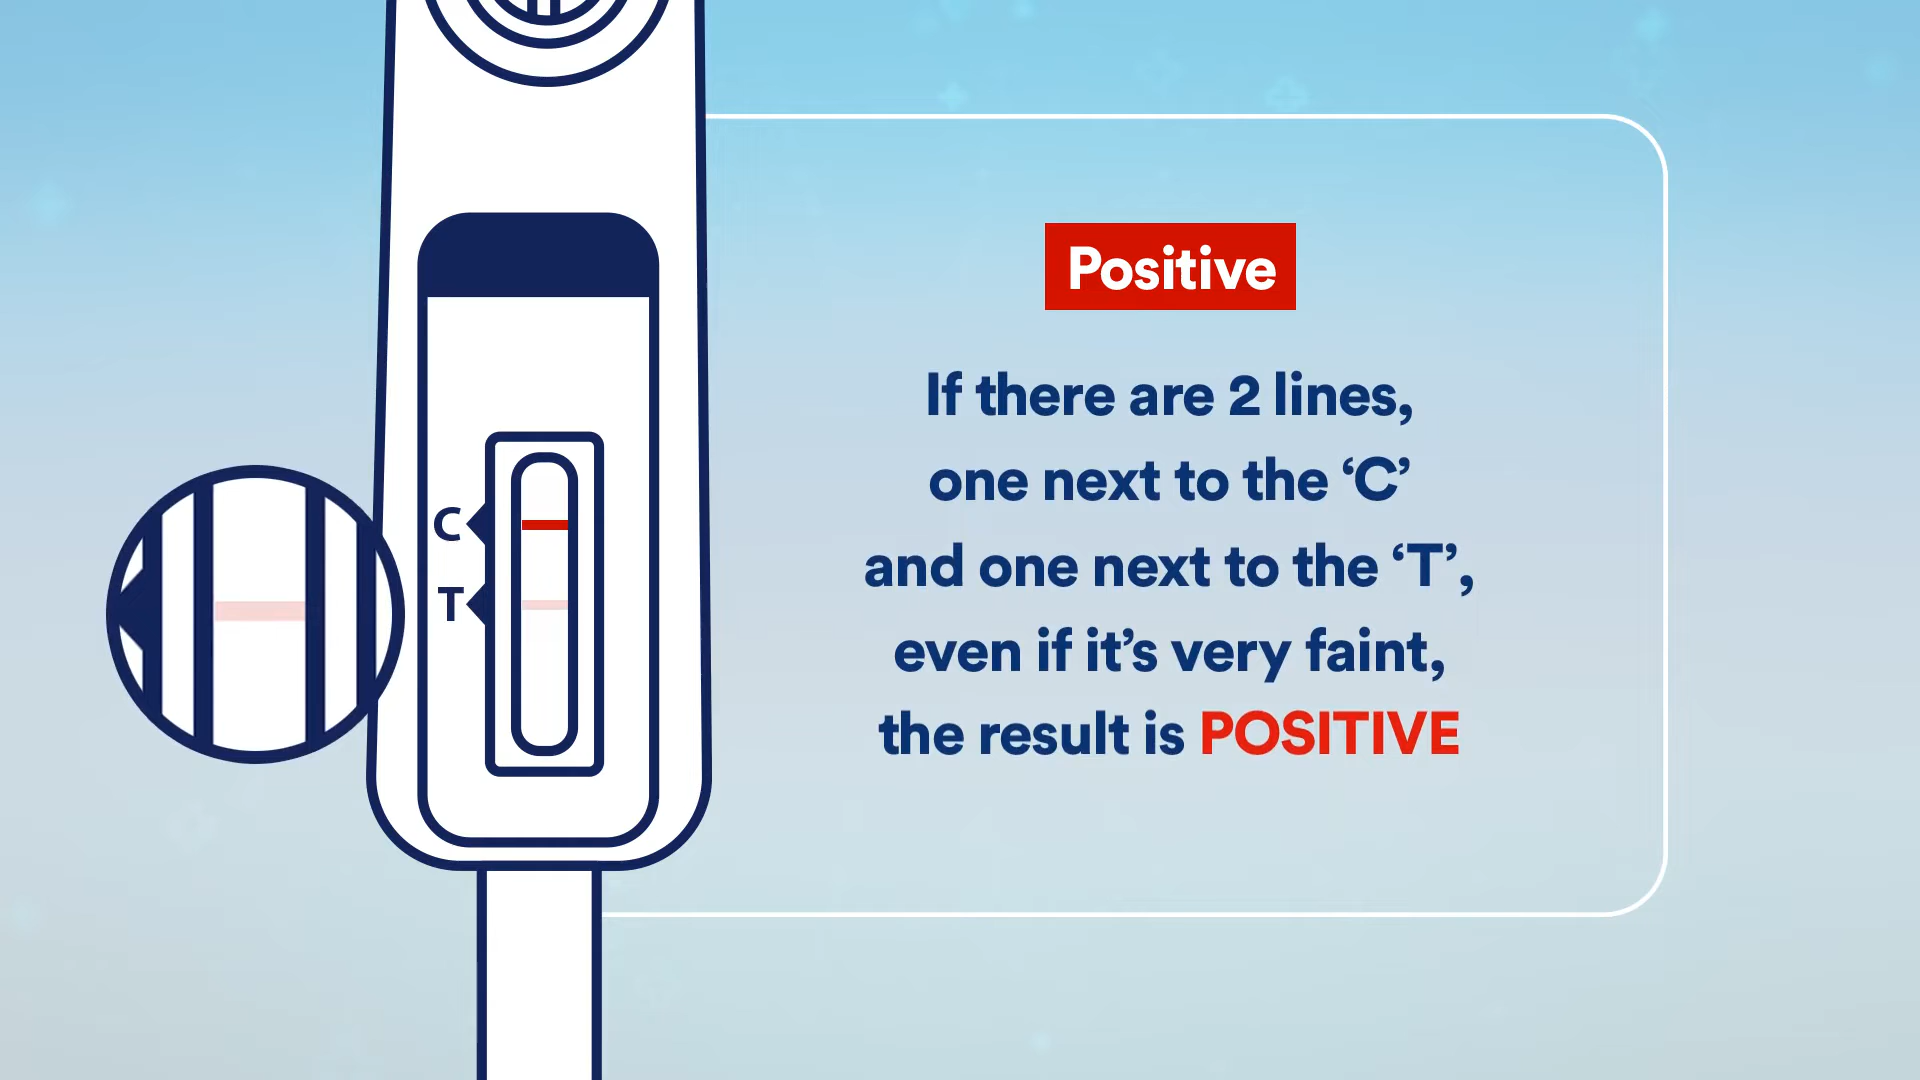 Positive
If there are 2 lines,
one next to the ‘C’
and one next to the ‘T’,
even if it’s very faint,
the result is POSITIVE
C
T